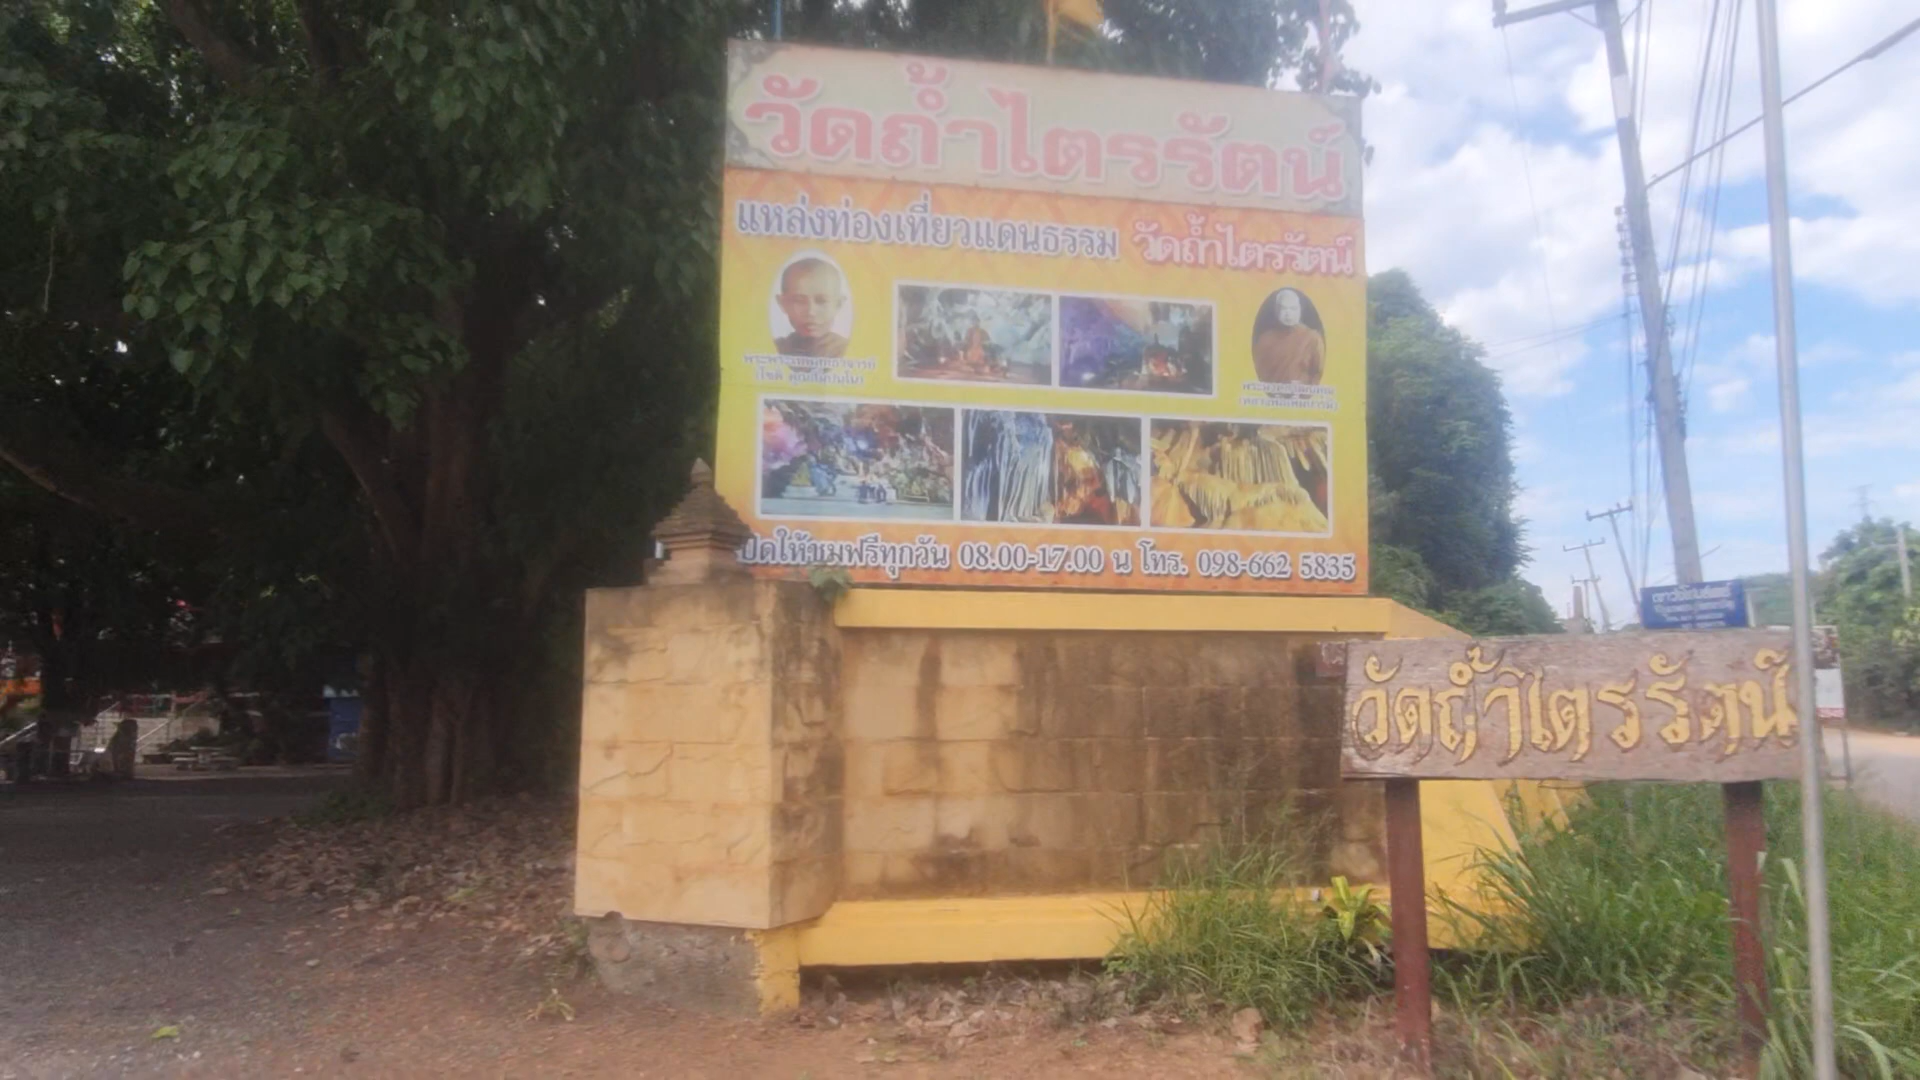 วัดถ้ำไตรรัตน์
แหล่งท่องเที่ยวแดนธรรม วัดถ้ำไตรรัตน์
ปิดให้ชมฟรีทุกวัน 08.00-17.00 น โทร. 098-662 5835
วัดถ้ำไตรรัตน์